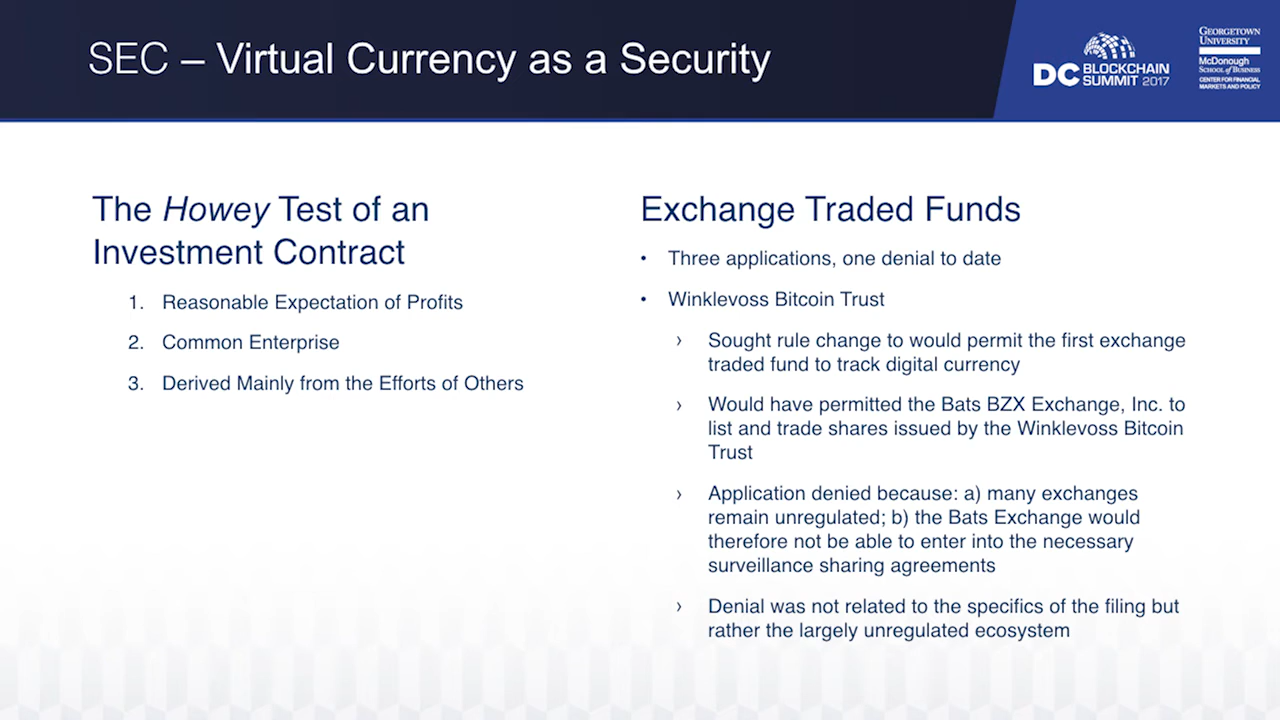 SEC – Virtual Currency as a Security
DC BLOCKCHAIN
SUMMIT 2017
GEORGETOWN
UNIVERSITY
McDonough
SCHOOL of BUSINESS
CENTER FOR FINANCIAL
MARKETS AND POLICY
The Howey Test of an
Investment Contract
1. Reasonable Expectation of Profits
2. Common Enterprise
3. Derived Mainly from the Efforts of Others
Exchange Traded Funds
• Three applications, one denial to date
• Winklevoss Bitcoin Trust
› Sought rule change to would permit the first exchange
traded fund to track digital currency
› Would have permitted the Bats BZX Exchange, Inc. to
list and trade shares issued by the Winklevoss Bitcoin
Trust
› Application denied because: a) many exchanges
remain unregulated; b) the Bats Exchange would
therefore not be able to enter into the necessary
surveillance sharing agreements
› Denial was not related to the specifics of the filing but
rather the largely unregulated ecosystem